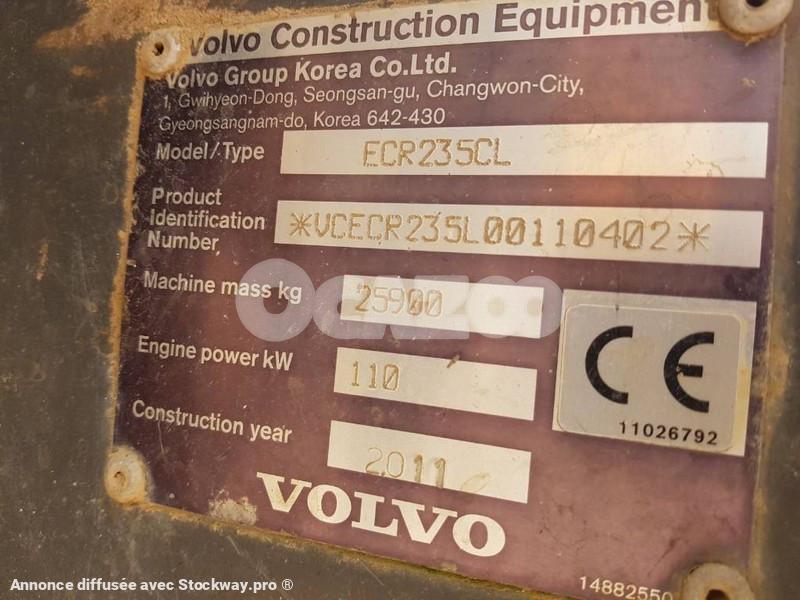 Volvo Construction Equipment
Volvo Group Korea Co.Ltd.
1, Gwihyeon-Dong, Seongsan-gu, Changwon-City,
Gyeongsangnam-do, Korea 642-430
Model/Type ECR235CL
Product
Identification
Number
*VCECR235L00110402*
Machine mass kg 25900
Engine power kW 110
CE
11026792
Construction year 2011
VOLVO
14882550
Annonce diffusée avec Stockway.pro ®